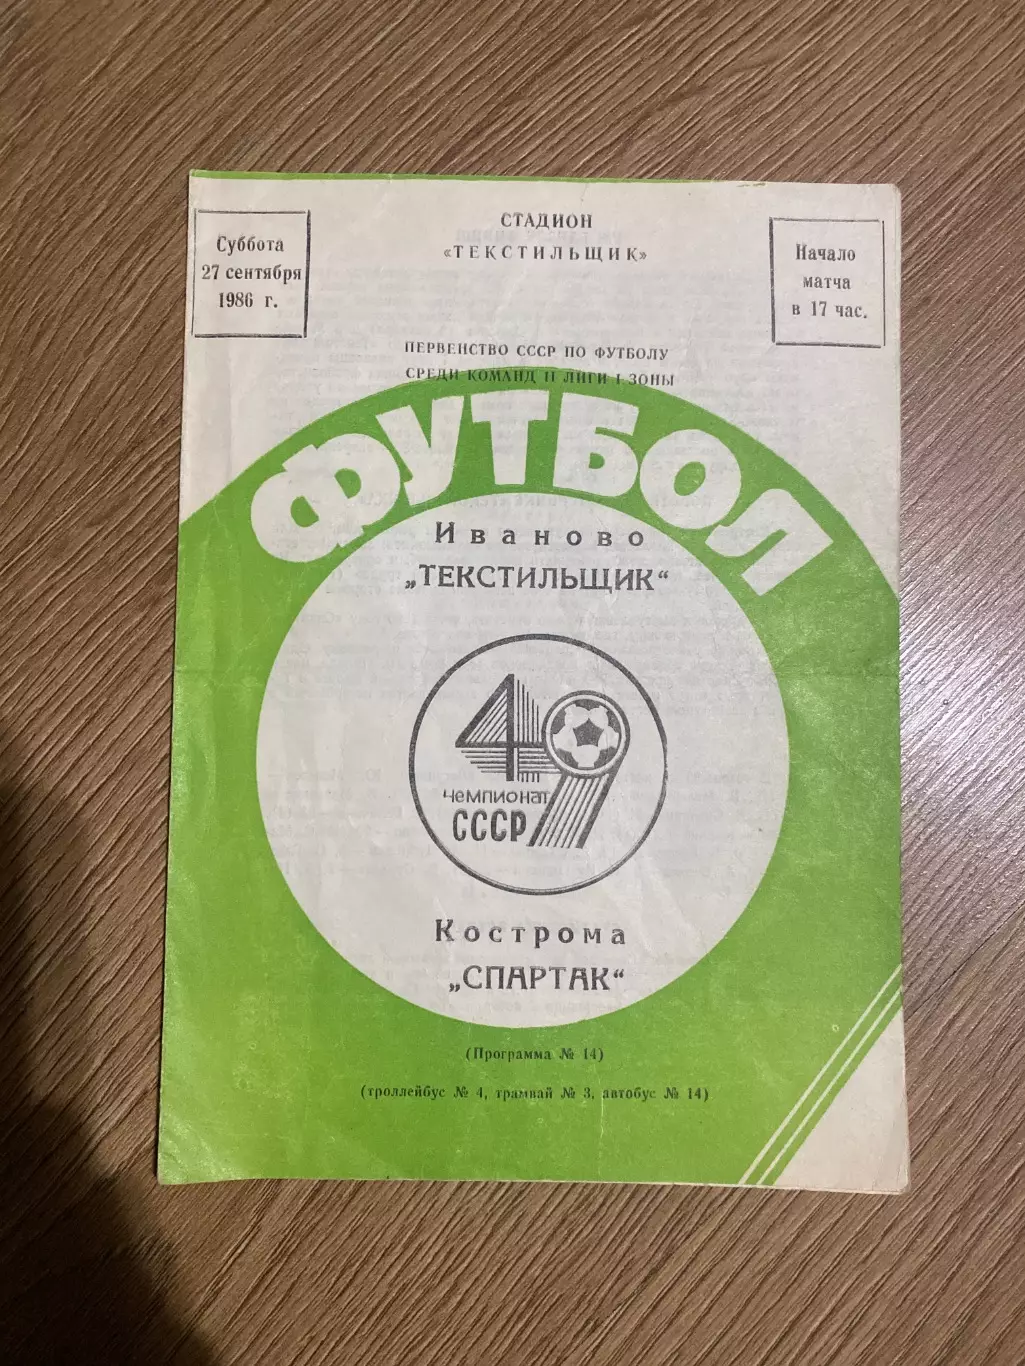 Суббота
27 сентября
1986 г.
СТАДИОН
«ТЕКСТИЛЬЩИК»
Начало
матча
в 17 час.
ПЕРВЕНСТВО СССР ПО ФУТБОЛУ
СРЕДИ КОМАНД II ЛИГИ I ЗОНЫ
ФУТБОЛ
Иваново
„ТЕКСТИЛЬЩИК“
49
чемпионат
СССР
Кострома
„СПАРТАК“
(Программа № 14)
(троллейбус № 4, трамвай № 3, автобус № 14)